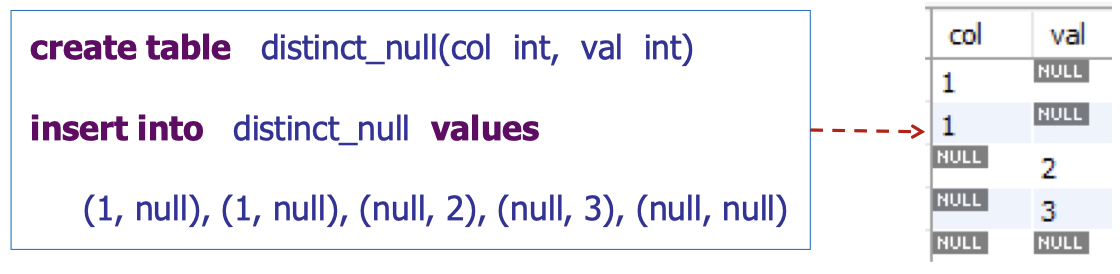 create table distinct_null(col int, val int)
insert into distinct_null values
(1, null), (1, null), (null, 2), (null, 3), (null, null)
col val
1 NULL
1 NULL
NULL 2
NULL 3
NULL NULL